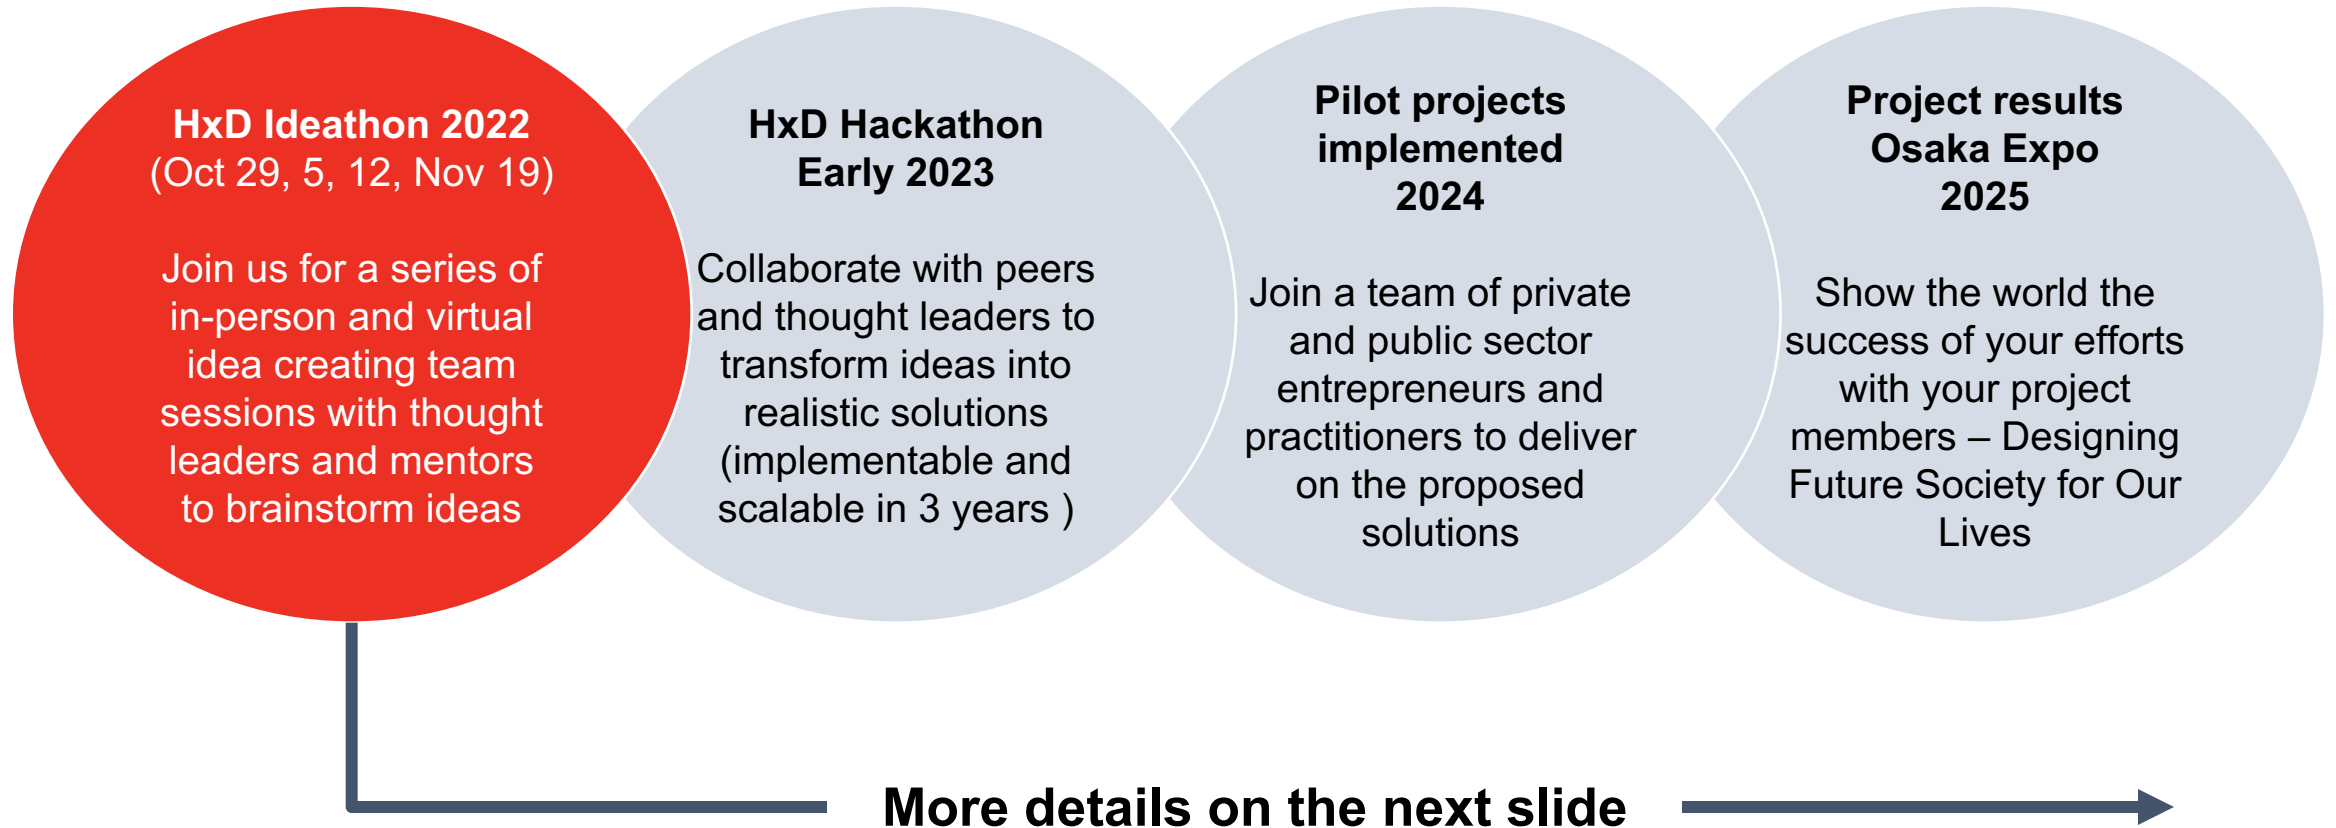 HxD Ideathon 2022
(Oct 29, 5, 12, Nov 19)
Join us for a series of
in-person and virtual
idea creating team
sessions with thought
leaders and mentors
to brainstorm ideas
HxD Hackathon
Early 2023
Collaborate with peers
and thought leaders to
transform ideas into
realistic solutions
(implementable and
scalable in 3 years )
Pilot projects
implemented
2024
Join a team of private
and public sector
entrepreneurs and
practitioners to deliver
on the proposed
solutions
Project results
Osaka Expo
2025
Show the world the
success of your efforts
with your project
members – Designing
Future Society for Our
Lives
More details on the next slide